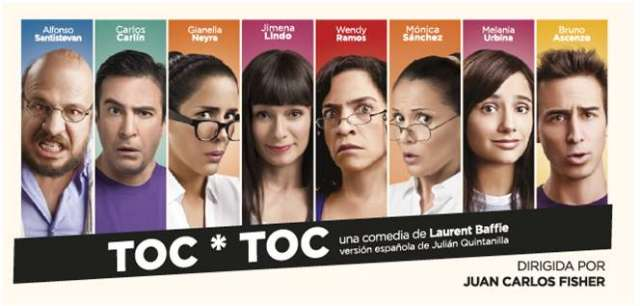 Alfonso
Santistevan
Carlos
Carlín
Gianella
Neyra
Jimena
Lindo
Wendy
Ramos
Mónica
Sánchez
Melania
Urbina
Bruno
Ascenzo
TOC * TOC
una comedia de Laurent Baffie
versión española de Julián Quintanilla
DIRIGIDA POR
JUAN CARLOS FISHER